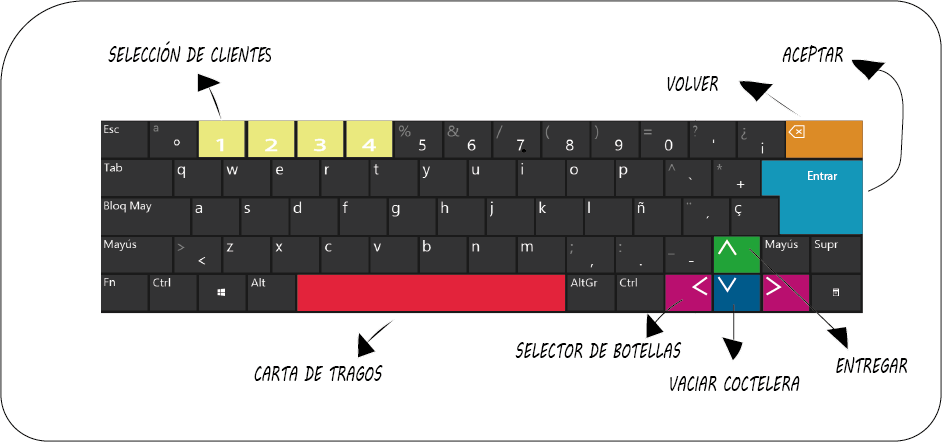 SELECCIÓN DE CLIENTES
ACEPTAR
VOLVER
Esc ª º 1 2 3 4 % 5 & 6 / 7 ( 8 ) 9 = 0 ? ' ¿ ¡
Tab q w e r t y u i o p ^ ` * + Entrar
Bloq May a s d f g h j k l ñ ¨ ´ ç
Mayús > < z x c v b n m ; , : . _ - Mayús Supr
Fn Ctrl Alt AltGr Ctrl
SELECTOR DE BOTELLAS
ENTREGAR
CARTA DE TRAGOS
VACIAR COCTELERA